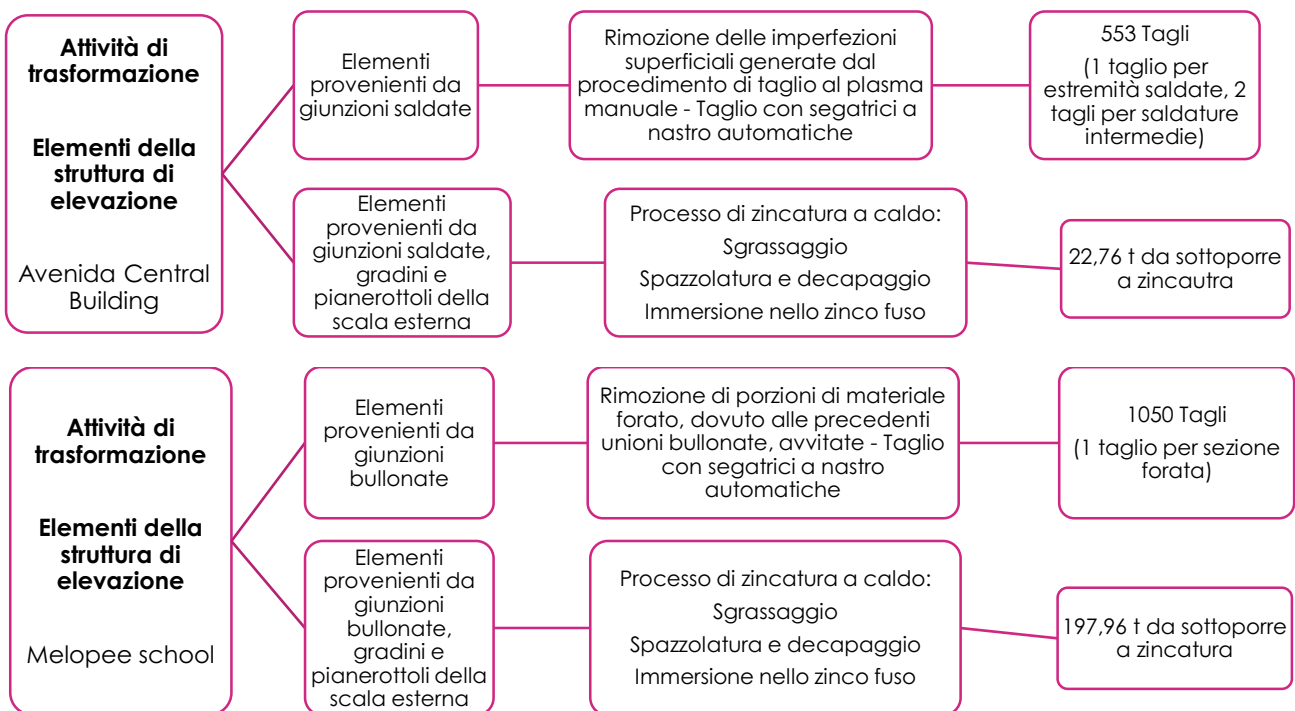 Attività di
trasformazione
Elementi della
struttura di
elevazione
Avenida Central
Building
Elementi
provenienti da
giunzioni saldate
Rimozione delle imperfezioni
superficiali generate dal
procedimento di taglio al plasma
manuale - Taglio con segatrici a
nastro automatiche
553 Tagli
(1 taglio per
estremità saldate, 2
tagli per saldature
intermedie)
Elementi
provenienti da
giunzioni saldate,
gradini e
pianerottoli della
scala esterna
Processo di zincatura a caldo:
Sgrassaggio
Spazzolatura e decapaggio
Immersione nello zinco fuso
22,76 t da sottoporre
a zincautra
Attività di
trasformazione
Elementi della
struttura di
elevazione
Melopee school
Elementi
provenienti da
giunzioni
bullonate
Rimozione di porzioni di materiale
forato, dovuto alle precedenti
unioni bullonate, avvitate - Taglio
con segatrici a nastro
automatiche
1050 Tagli
(1 taglio per sezione
forata)
Elementi
provenienti da
giunzioni
bullonate,
gradini e
pianerottoli della
scala esterna
Processo di zincatura a caldo:
Sgrassaggio
Spazzolatura e decapaggio
Immersione nello zinco fuso
197,96 t da sottoporre
a zincatura